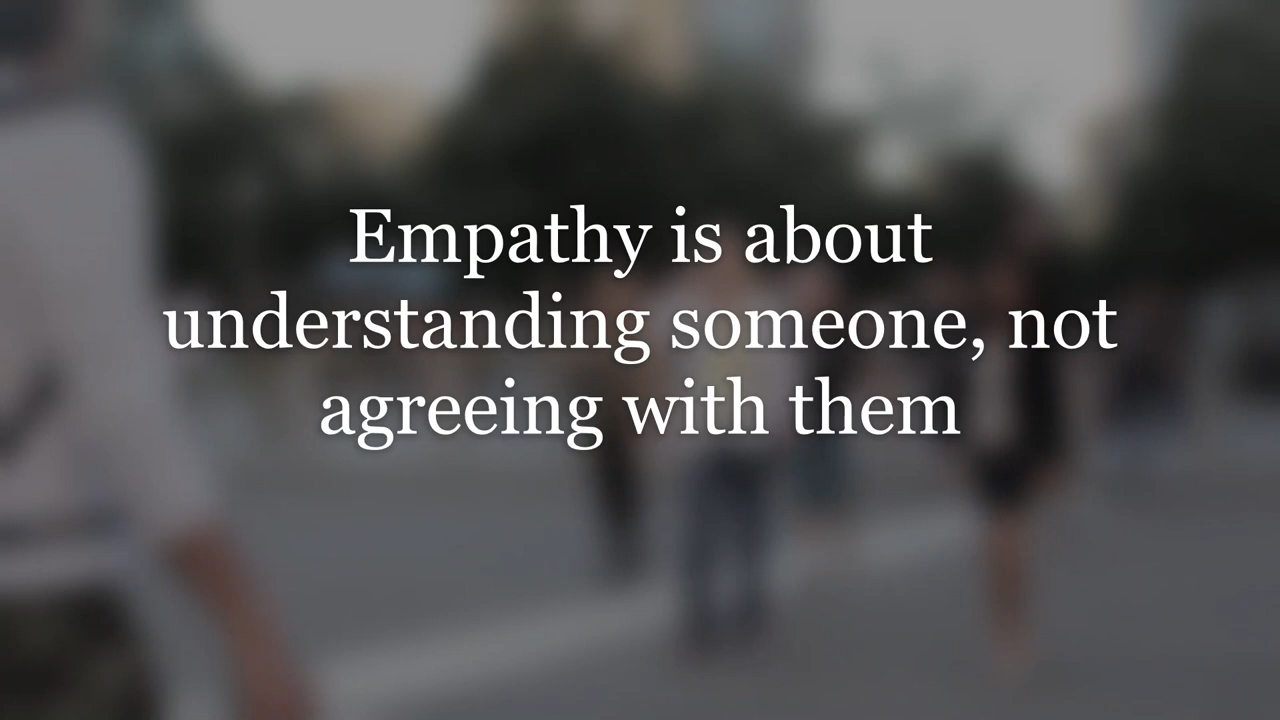 Empathy is about
understanding someone, not
agreeing with them